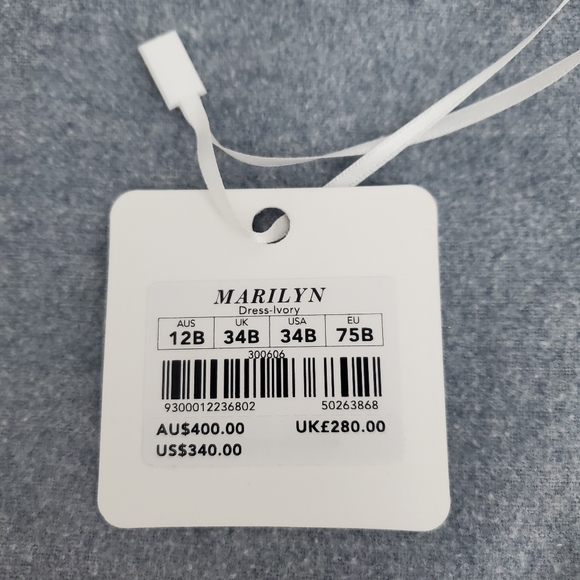 MARILYN
Dress-Ivory
AUS UK USA EU
12B 34B 34B 75B
300606
9300012236802 50263868
AU$400.00 UK£280.00
US$340.00